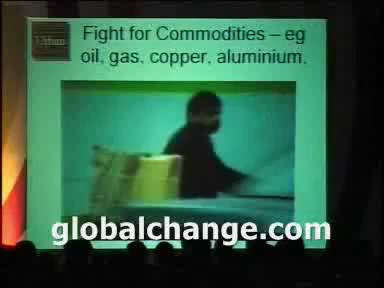 Fight for Commodities – eg
oil, gas, copper, aluminium.
globalchange.com